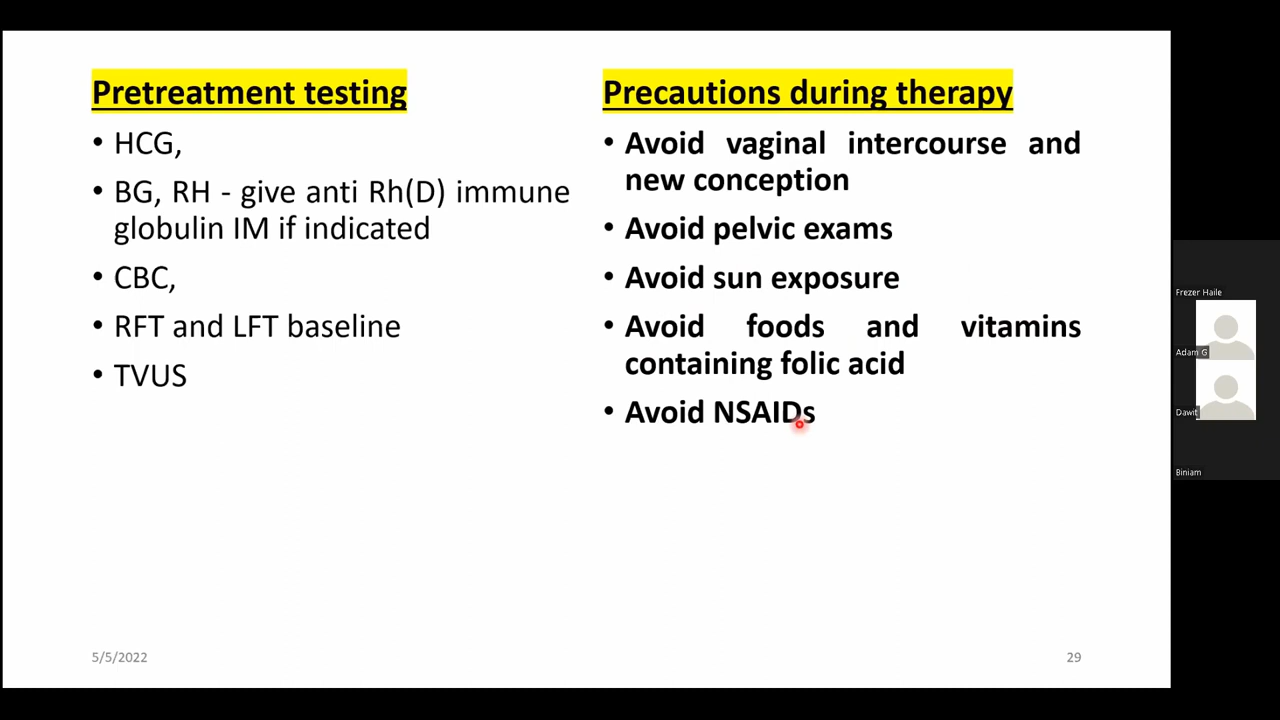 Pretreatment testing
• HCG,
• BG, RH - give anti Rh(D) immune
globulin IM if indicated
• CBC,
• RFT and LFT baseline
• TVUS
Precautions during therapy
• Avoid vaginal intercourse and
new conception
• Avoid pelvic exams
• Avoid sun exposure
• Avoid foods and vitamins
containing folic acid
• Avoid NSAIDs
5/5/2022
29
Frezer Haile
Adam G
Dawit
Biniam